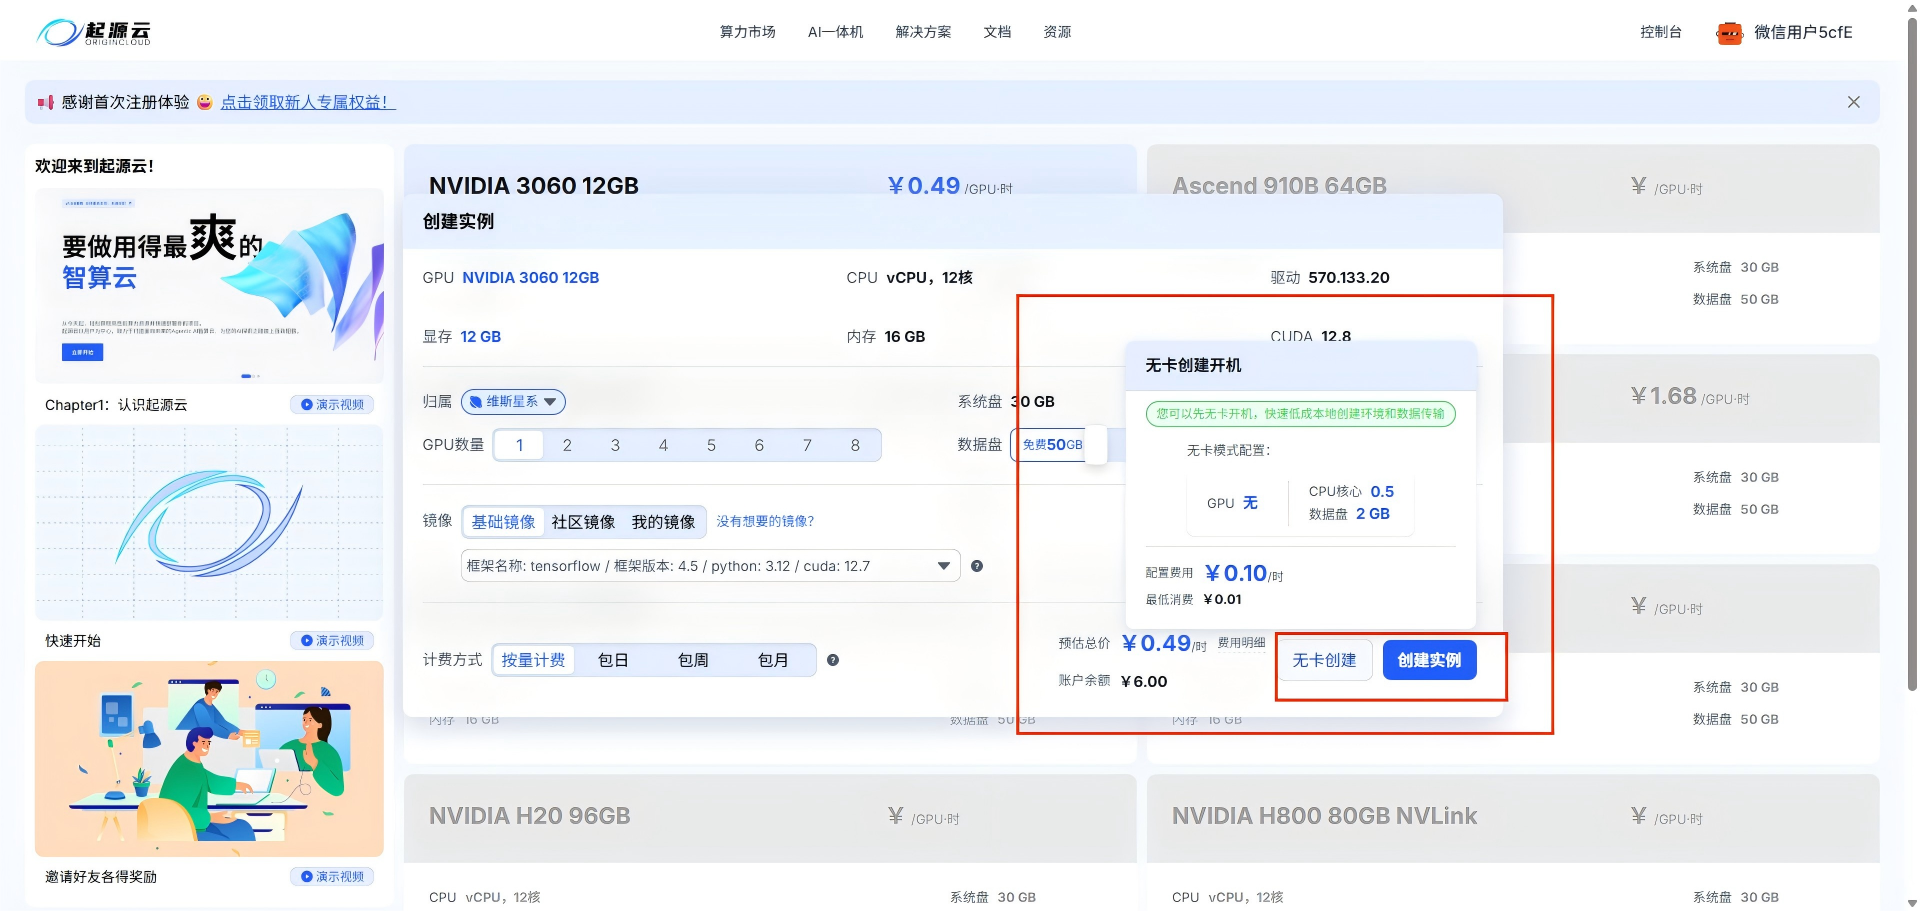 起源云
ORIGINCLOUD
算力市场 AI一体机 解决方案 文档 资源
控制台 微信用户5cfE
感谢首次注册体验 点击领取新人专属权益！
欢迎来到起源云！
要做用得最爽的
智算云
立即开始
Chapter1：认识起源云 演示视频
快速开始 演示视频
邀请好友各得奖励 演示视频
NVIDIA 3060 12GB ￥0.49 /GPU·时
Ascend 910B 64GB ￥ /GPU·时
系统盘 30 GB
数据盘 50 GB
￥1.68 /GPU·时
系统盘 30 GB
数据盘 50 GB
￥ /GPU·时
系统盘 30 GB
数据盘 50 GB
创建实例
GPU NVIDIA 3060 12GB CPU vCPU，12核 驱动 570.133.20
显存 12 GB 内存 16 GB CUDA 12.8
归属 维斯星系 系统盘 30 GB
GPU数量 1 2 3 4 5 6 7 8 数据盘 免费50GB
镜像 基础镜像 社区镜像 我的镜像 没有想要的镜像?
框架名称: tensorflow / 框架版本: 4.5 / python: 3.12 / cuda: 12.7
计费方式 按量计费 包日 包周 包月
预估总价 ￥0.49/时 费用明细
账户余额 ￥6.00
无卡创建 创建实例
无卡创建开机
您可以先无卡开机，快速低成本地创建环境和数据传输
无卡模式配置：
GPU 无
CPU核心 0.5
数据盘 2 GB
配置费用 ￥0.10/时
最低消费 ￥0.01
内存 16 GB 数据盘 50 GB 内存 16 GB
NVIDIA H20 96GB ￥ /GPU·时
CPU vCPU，12核 系统盘 30 GB
NVIDIA H800 80GB NVLink ￥ /GPU·时
CPU vCPU，12核 系统盘 30 GB